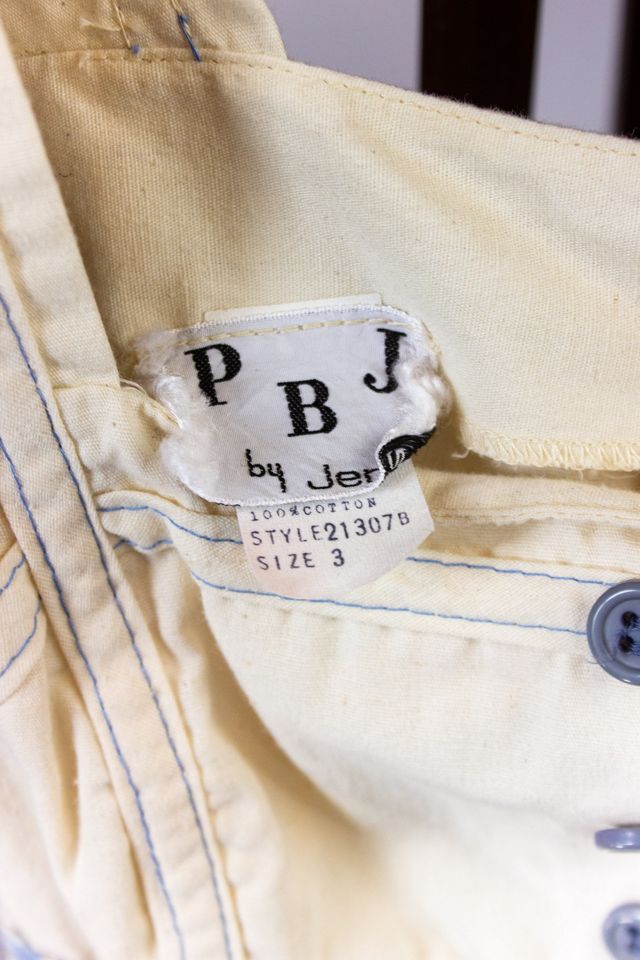 P B J
by Jer
100%COTTON
STYLE21307B
SIZE 3